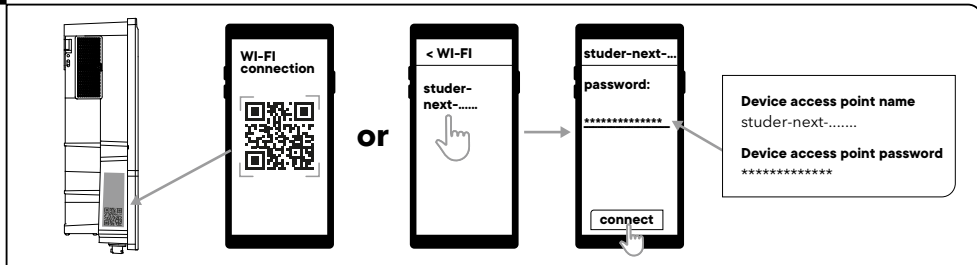 WI-FI
connection
or
< WI-FI
studer-
next-......
studer-next-...
password:
**************
connect
Device access point name
studer-next-.......
Device access point password
*************